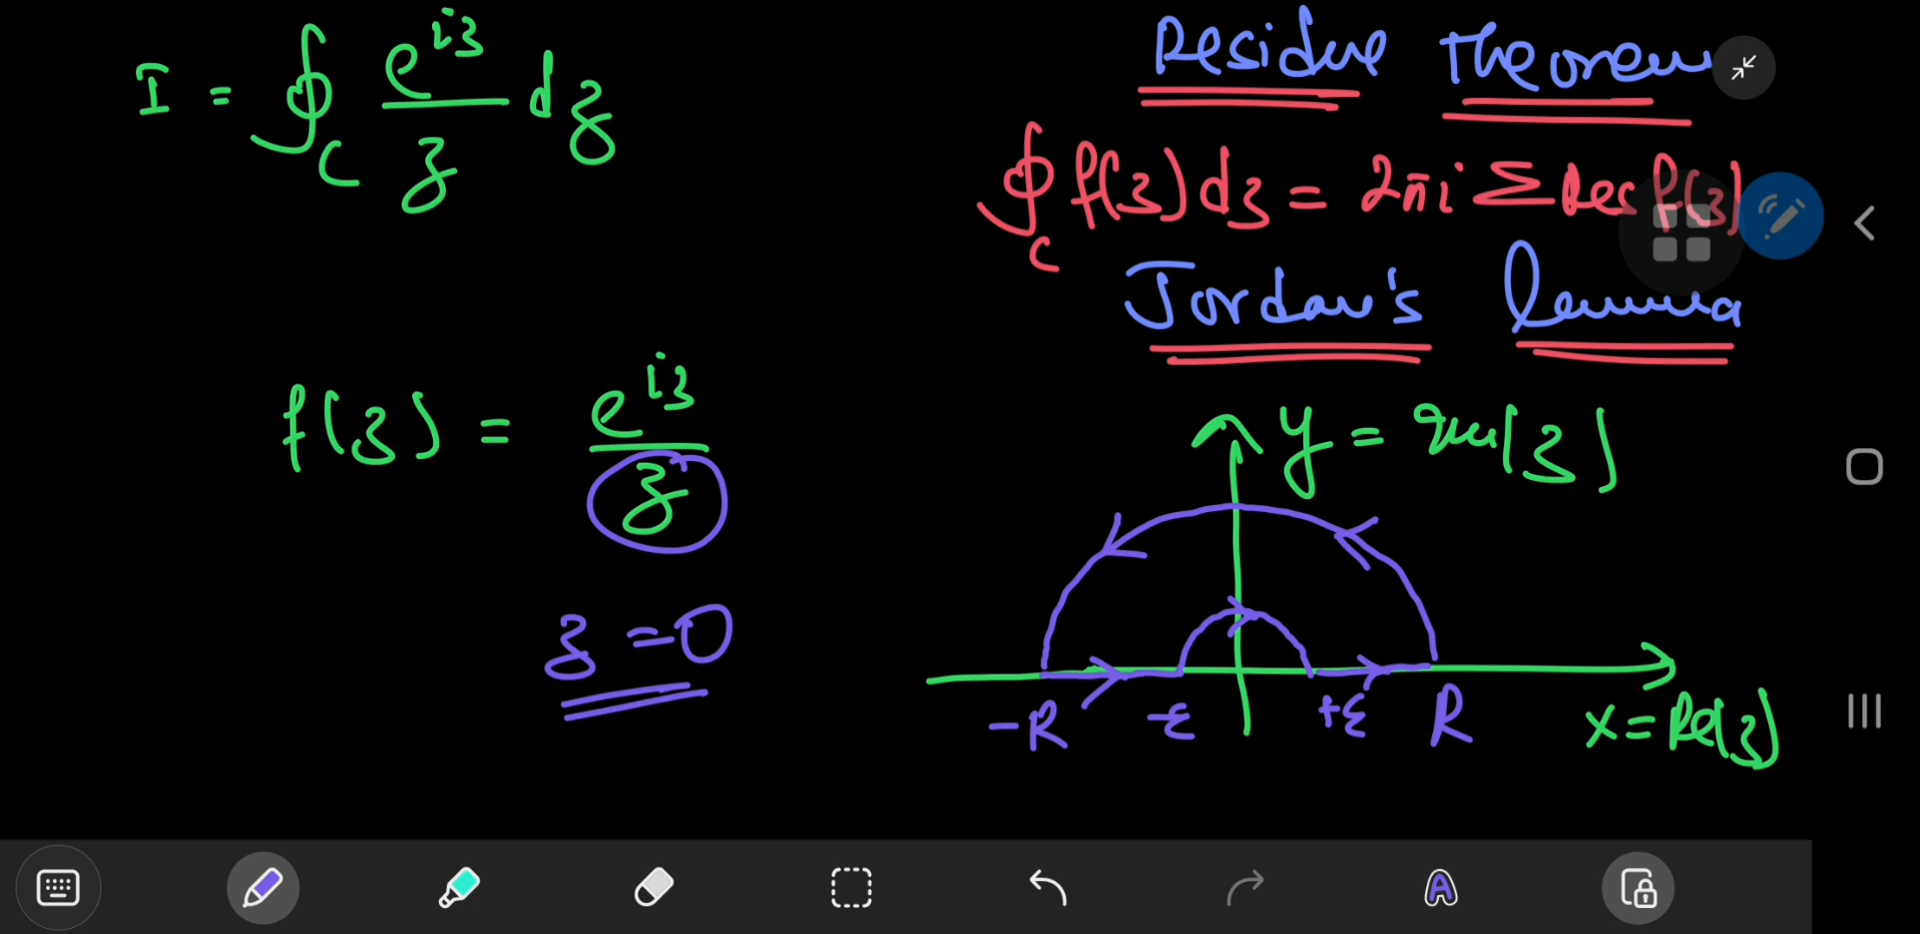 I = ∮_C e^{iz}/z dz
Residue Theorem
∮_C f(z) dz = 2πi Σ Res f(z)
Jordan's lemma
f(z) = e^{iz}/z
z = 0
y = Im(z)
-R -ε +ε R
x = Re(z)
A